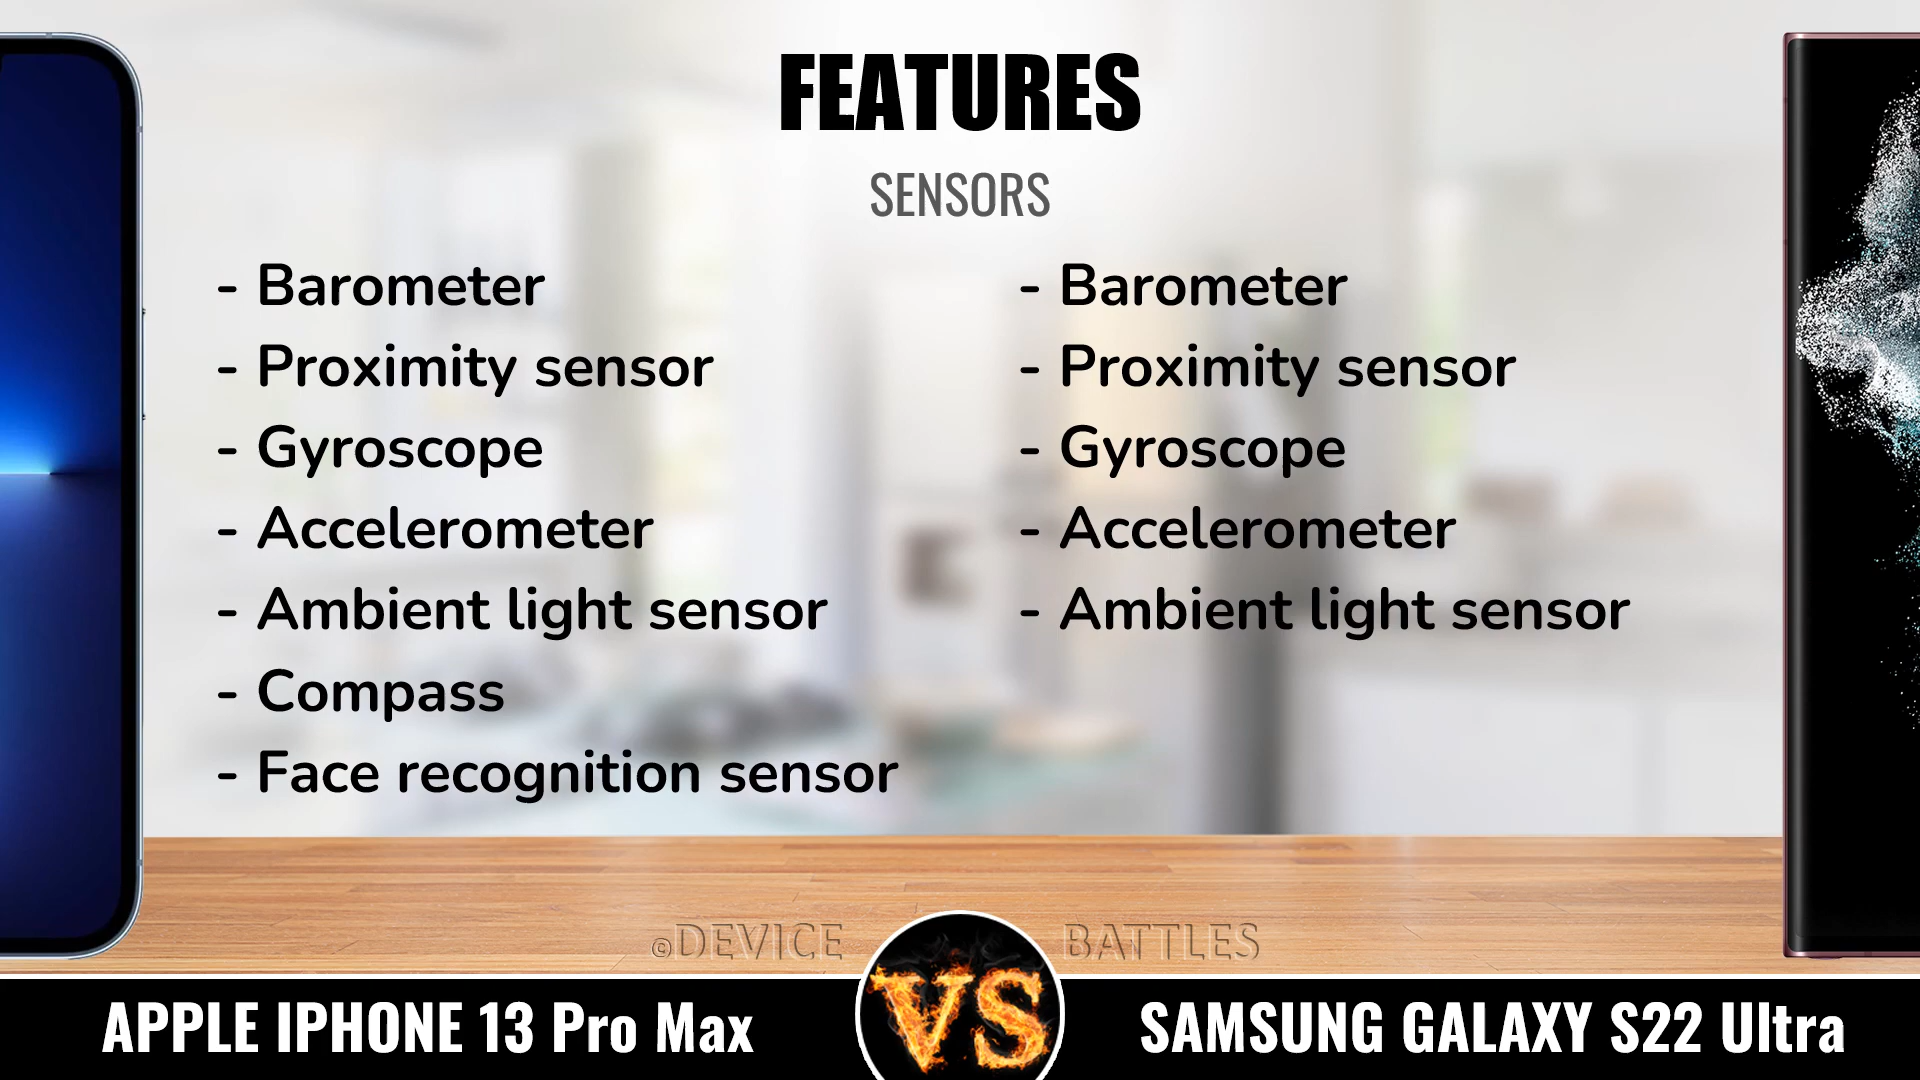 FEATURES
SENSORS
- Barometer
- Proximity sensor
- Gyroscope
- Accelerometer
- Ambient light sensor
- Compass
- Face recognition sensor
- Barometer
- Proximity sensor
- Gyroscope
- Accelerometer
- Ambient light sensor
©DEVICE BATTLES
APPLE IPHONE 13 Pro Max
VS
SAMSUNG GALAXY S22 Ultra